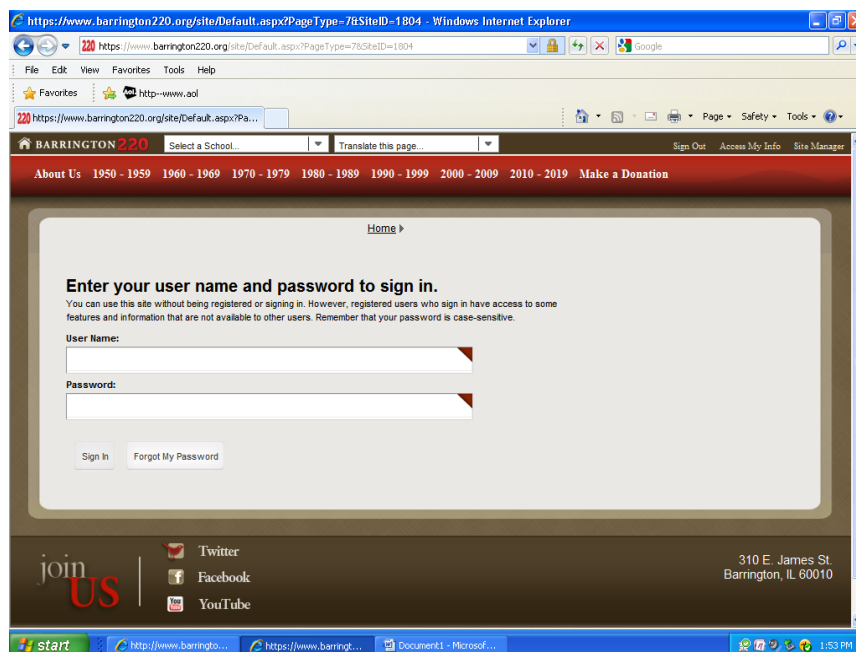 https://www.barrington220.org/site/Default.aspx?PageType=7&SiteID=1804 - Windows Internet Explorer
220 https://www.barrington220.org/site/Default.aspx?PageType=7&SiteID=1804 Google
File Edit View Favorites Tools Help
Favorites AOL http--www.aol
220 https://www.barrington220.org/site/Default.aspx?Pa... Page Safety Tools
BARRINGTON 220 Select a School... Translate this page... Sign Out Access My Info Site Manager
About Us 1950 - 1959 1960 - 1969 1970 - 1979 1980 - 1989 1990 - 1999 2000 - 2009 2010 - 2019 Make a Donation
Home
Enter your user name and password to sign in.
You can use this site without being registered or signing in. However, registered users who sign in have access to some
features and information that are not available to other users. Remember that your password is case-sensitive.
User Name:
Password:
Sign In Forgot My Password
join US
Twitter
Facebook
You Tube YouTube
310 E. James St.
Barrington, IL 60010
start http://www.barringto... https://www.barringt... Document1 - Microsof... 1:53 PM